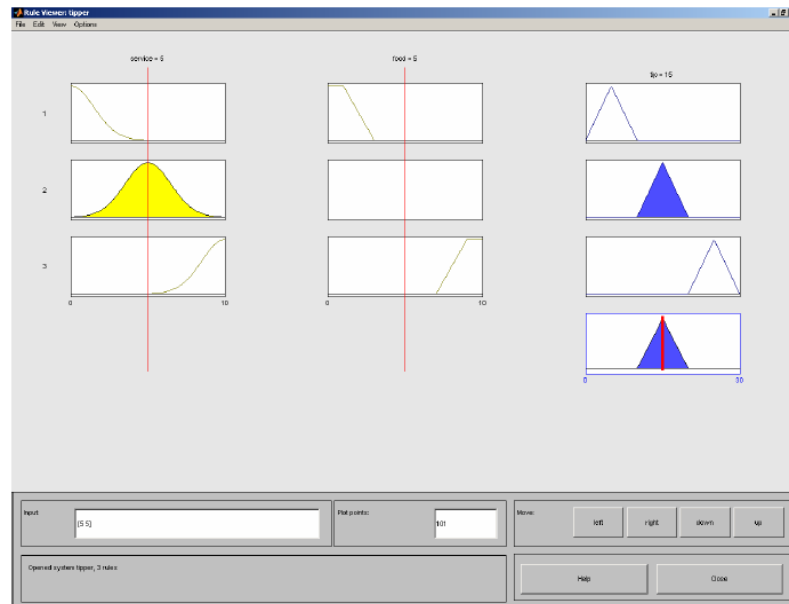 Rule Viewer: tipper
File Edit View Options
service = 5
food = 5
tip = 15
1
2
3
0 10
0 10
0 30
Input:
[5 5]
Plot points:
101
Move:
left right down up
Opened system tipper, 3 rules
Help Close